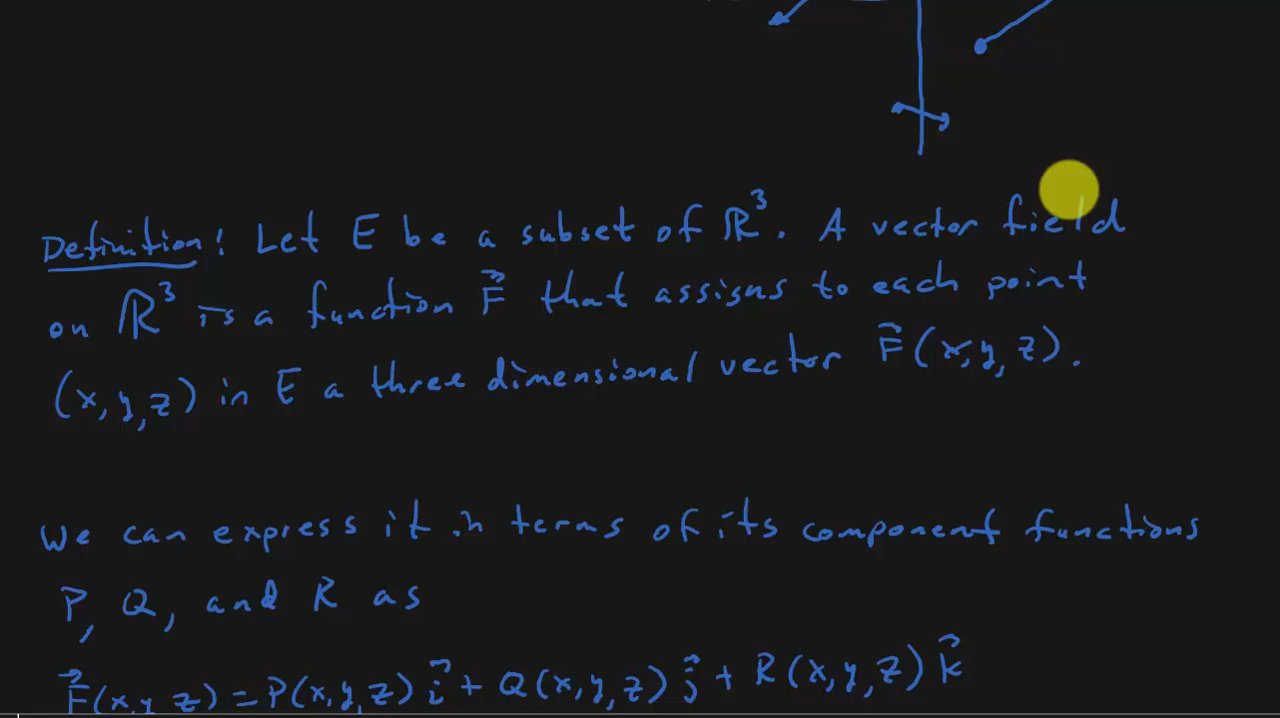 Definition! Let E be a subset of ℝ³. A vector field
on ℝ³ is a function F⃗ that assigns to each point
(x, y, z) in E a three dimensional vector F⃗(x, y, z).
We can express it in terms of its component functions
P, Q, and R as
F⃗(x, y, z) = P(x, y, z) i⃗ + Q(x, y, z) j⃗ + R(x, y, z) k⃗